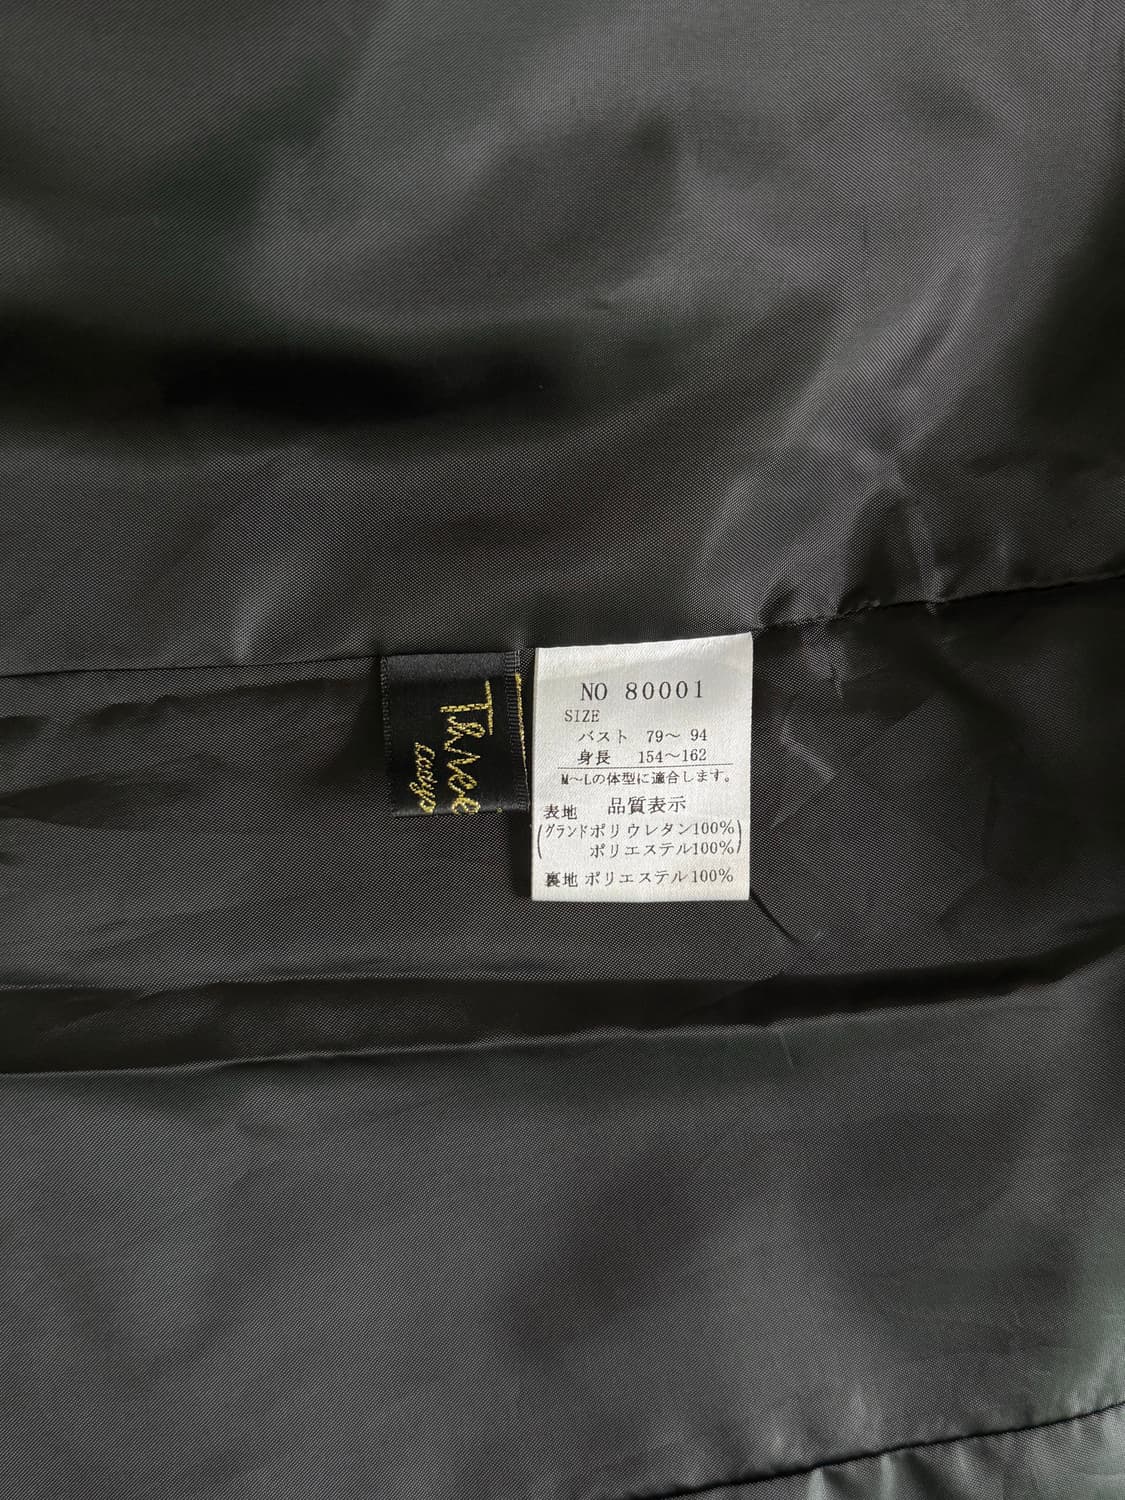 Three
NO 80001
SIZE
バスト 79～ 94
身長 154～162
M～Lの体型に適合します。
品質表示
表地
(グランドポリウレタン100%
ポリエステル100%)
裏地 ポリエステル100%